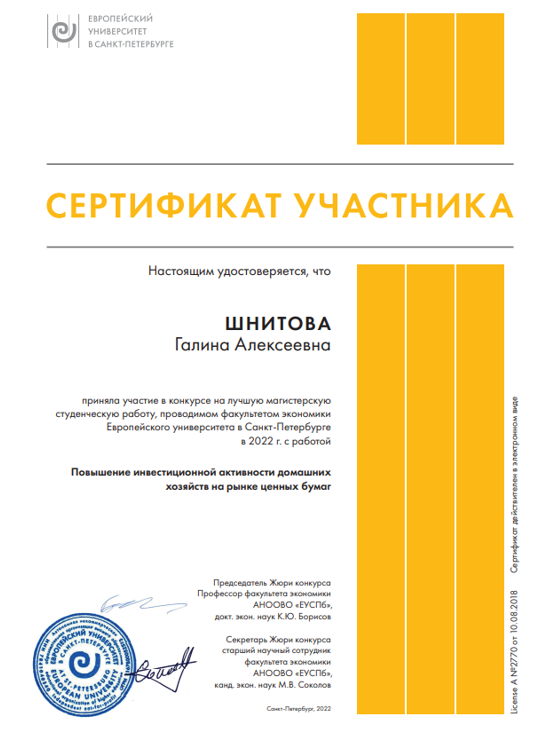 ЕВРОПЕЙСКИЙ
УНИВЕРСИТЕТ
В САНКТ-ПЕТЕРБУРГЕ
СЕРТИФИКАТ УЧАСТНИКА
Настоящим удостоверяется, что
ШНИТОВА
Галина Алексеевна
приняла участие в конкурсе на лучшую магистерскую
студенческую работу, проводимом факультетом экономики
Европейского университета в Санкт-Петербурге
в 2022 г. с работой
Повышение инвестиционной активности домашних
хозяйств на рынке ценных бумаг
Председатель Жюри конкурса
Профессор факультета экономики
АНООВО «ЕУСПБ»,
докт. экон. наук К.Ю. Борисов
Секретарь Жюри конкурса
старший научный сотрудник
факультета экономики
АНООВО «ЕУСПБ»,
канд. экон. наук М.В. Соколов
Санкт-Петербург, 2022
License A №2770 от 10.08.2018 Сертификат действителен в электронном виде
ЕВРОПЕЙСКИЙ УНИВЕРСИТЕТ
В САНКТ-ПЕТЕРБУРГЕ
AT ST. PETERSBURG
EUROPEAN UNIVERSITY